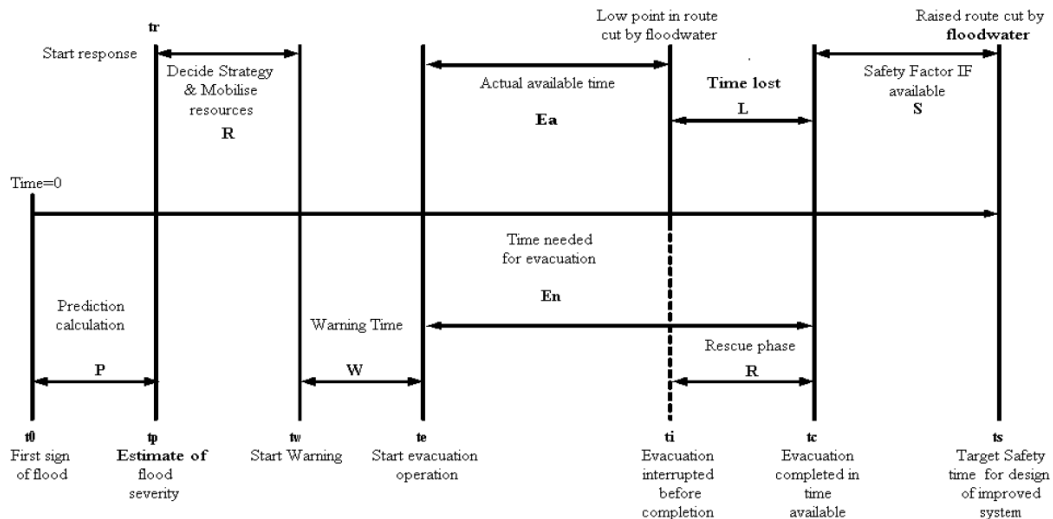 tr
Low point in route
cut by floodwater
Raised route cut by
floodwater
Start response
Decide Strategy
& Mobilise
resources
R
Actual available time
Ea
Time lost
L
Safety Factor IF
available
S
Time=0
Time needed
for evacuation
En
Prediction
calculation
P
Warning Time
W
Rescue phase
R
t0
First sign
of flood
tp
Estimate of
flood
severity
tw
Start Warning
te
Start evacuation
operation
ti
Evacuation
interrupted
before
completion
tc
Evacuation
completed in
time
available
ts
Target Safety
time for design
of improved
system